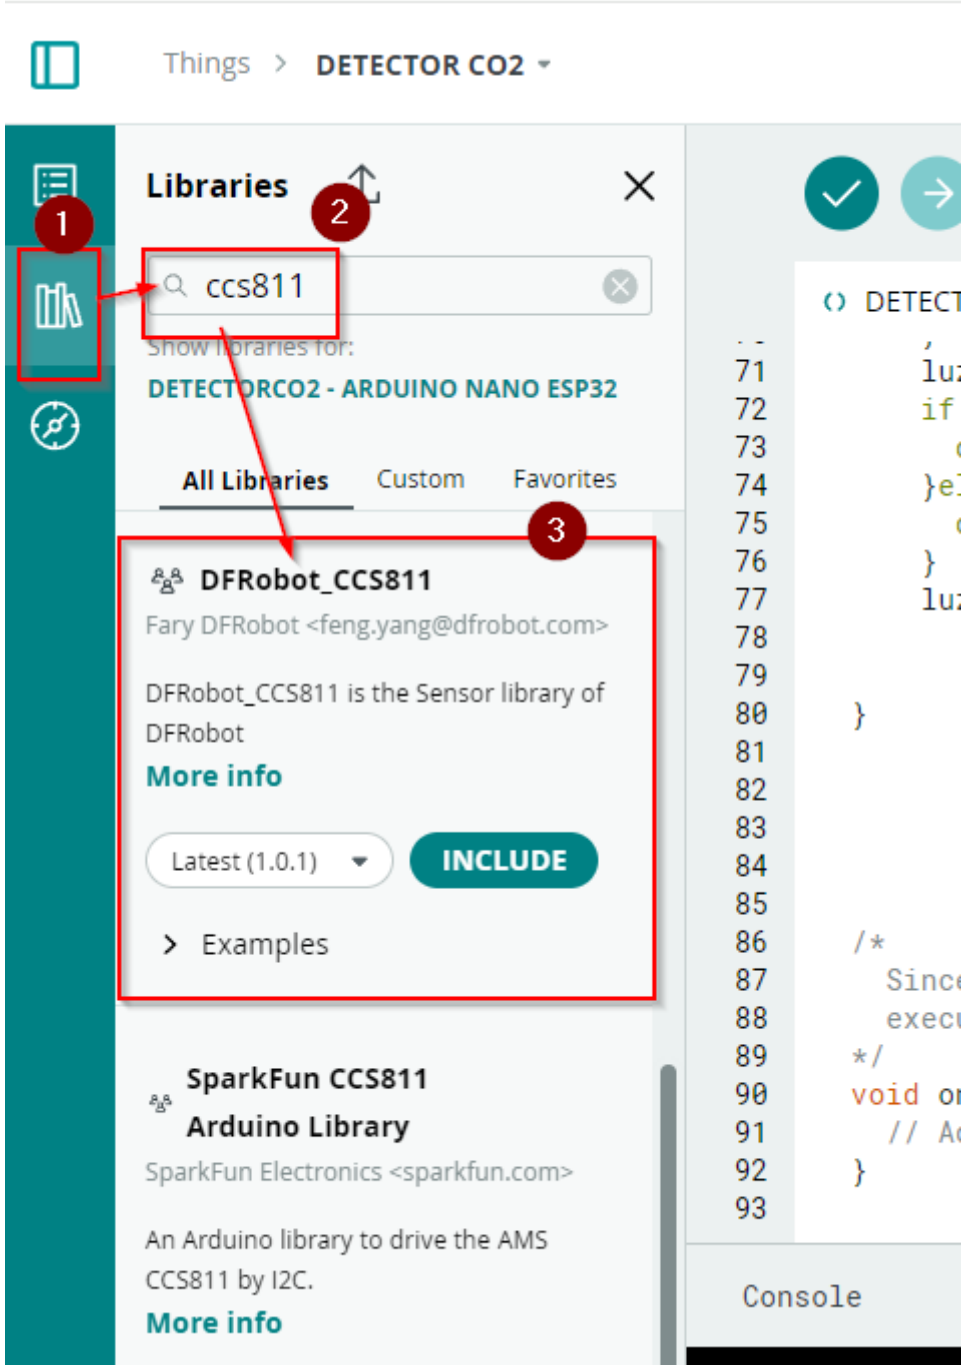 Things > DETECTOR CO2
Libraries
1
2
ccs811
Show libraries for:
DETECTORCO2 - ARDUINO NANO ESP32
All Libraries Custom Favorites
3
DFRobot_CCS811
Fary DFRobot <feng.yang@dfrobot.com>
DFRobot_CCS811 is the Sensor library of
DFRobot
More info
Latest (1.0.1) INCLUDE
> Examples
SparkFun CCS811
Arduino Library
SparkFun Electronics <sparkfun.com>
An Arduino library to drive the AMS
CCS811 by I2C.
More info
71
72 if
73
74 }
75
76 }
77
78
79
80 }
81
82
83
84
85
86 /*
87
88
89 */
90 void
91 //
92 }
93
Console